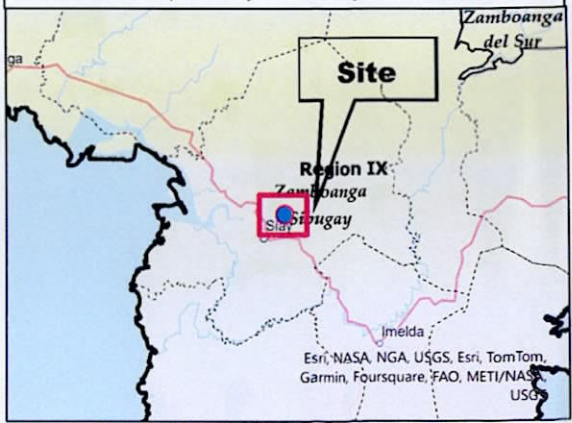 Zamboanga
del Sur
ga
Site
Region IX
Zamboanga
Sibugay
Siay
Imelda
Esri, NASA, NGA, USGS, Esri, TomTom,
Garmin, Foursquare, FAO, METI/NASA,
USGS